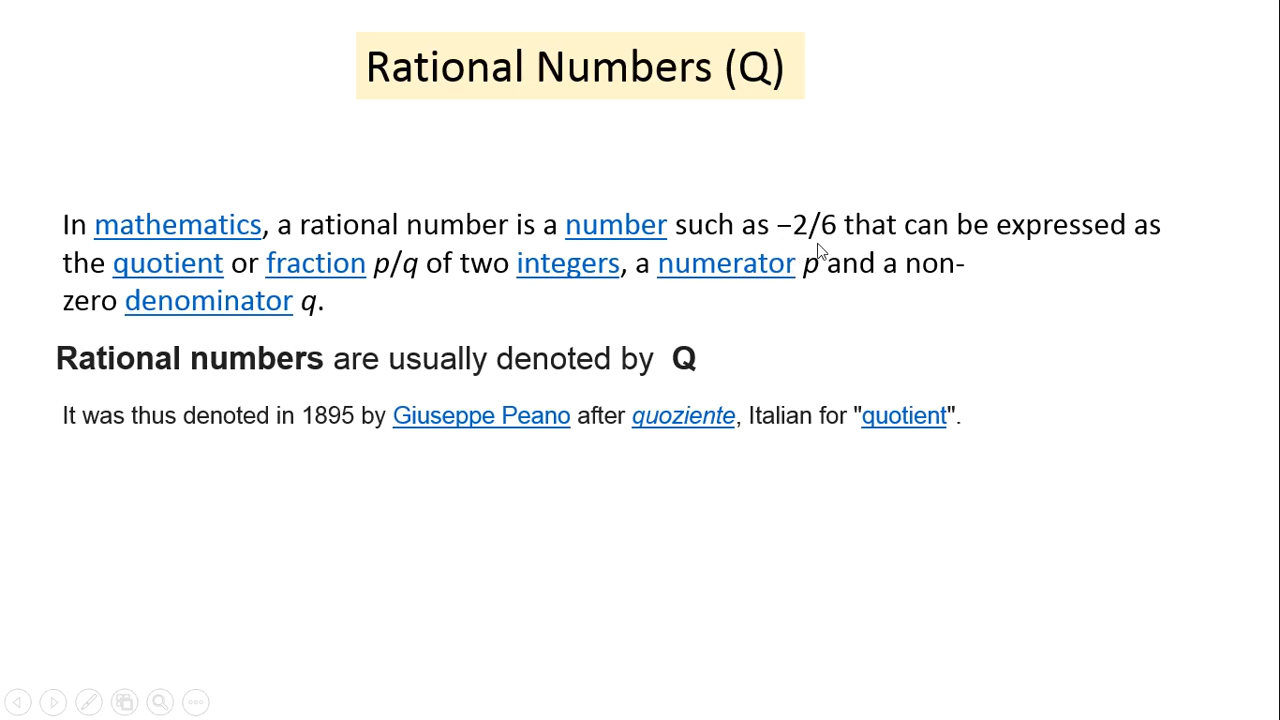 Rational Numbers (Q)
In mathematics, a rational number is a number such as −2/6 that can be expressed as
the quotient or fraction p/q of two integers, a numerator p and a non-
zero denominator q.
Rational numbers are usually denoted by Q
It was thus denoted in 1895 by Giuseppe Peano after quoziente, Italian for "quotient".